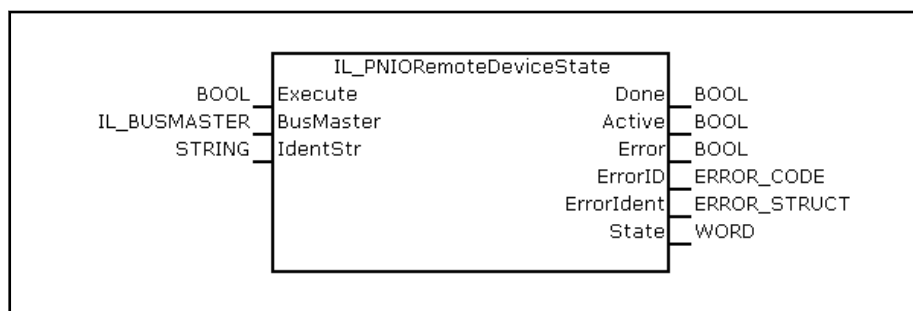 IL_PNIORemoteDeviceState
BOOL Execute Done BOOL
IL_BUSMASTER BusMaster Active BOOL
STRING IdentStr Error BOOL
ErrorID ERROR_CODE
ErrorIdent ERROR_STRUCT
State WORD